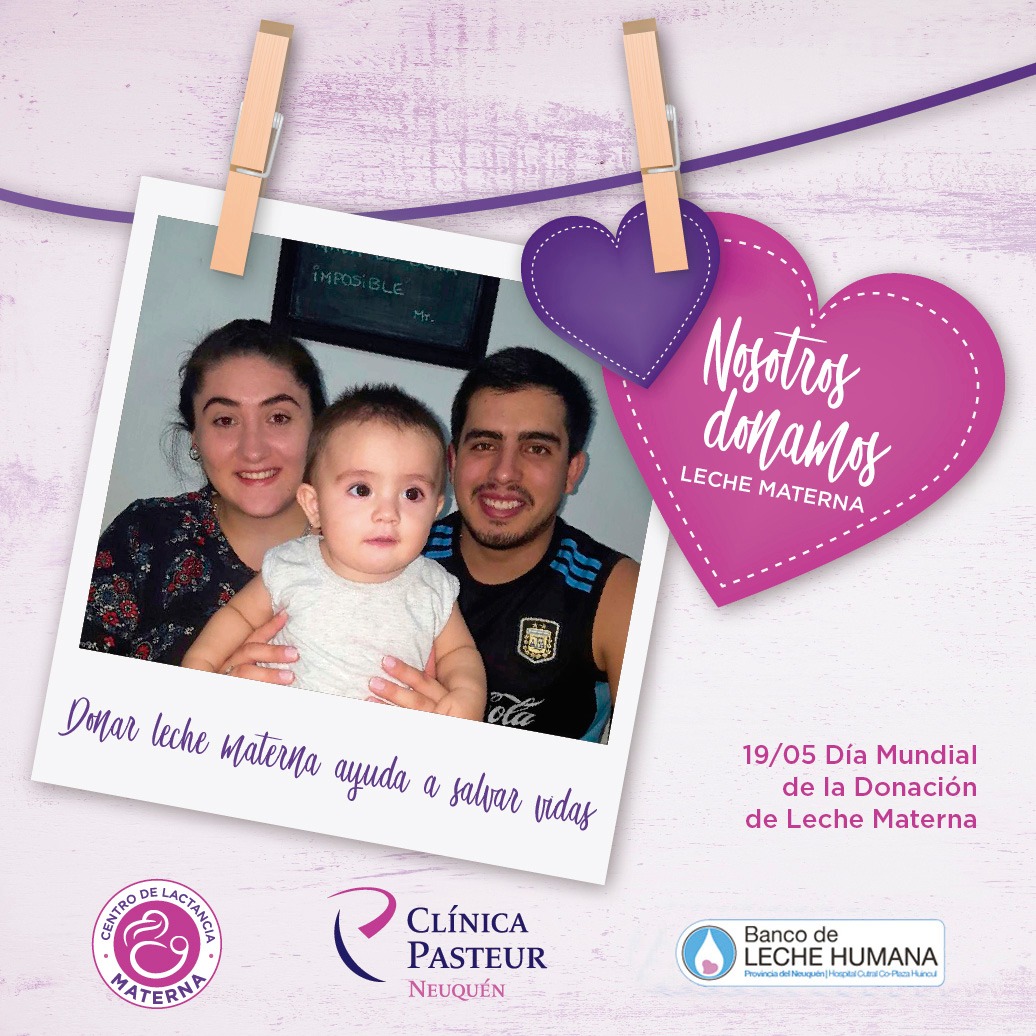 IMPOSIBLE
Mr.
Nosotros
donamos
LECHE MATERNA
Donar leche materna ayuda a salvar vidas
19/05 Día Mundial
de la Donación
de Leche Materna
CENTRO DE LACTANCIA
MATERNA
CLÍNICA
PASTEUR
NEUQUÉN
Banco de
LECHE HUMANA
Provincia del Neuquén | Hospital Cutral Co-Plaza Huincul